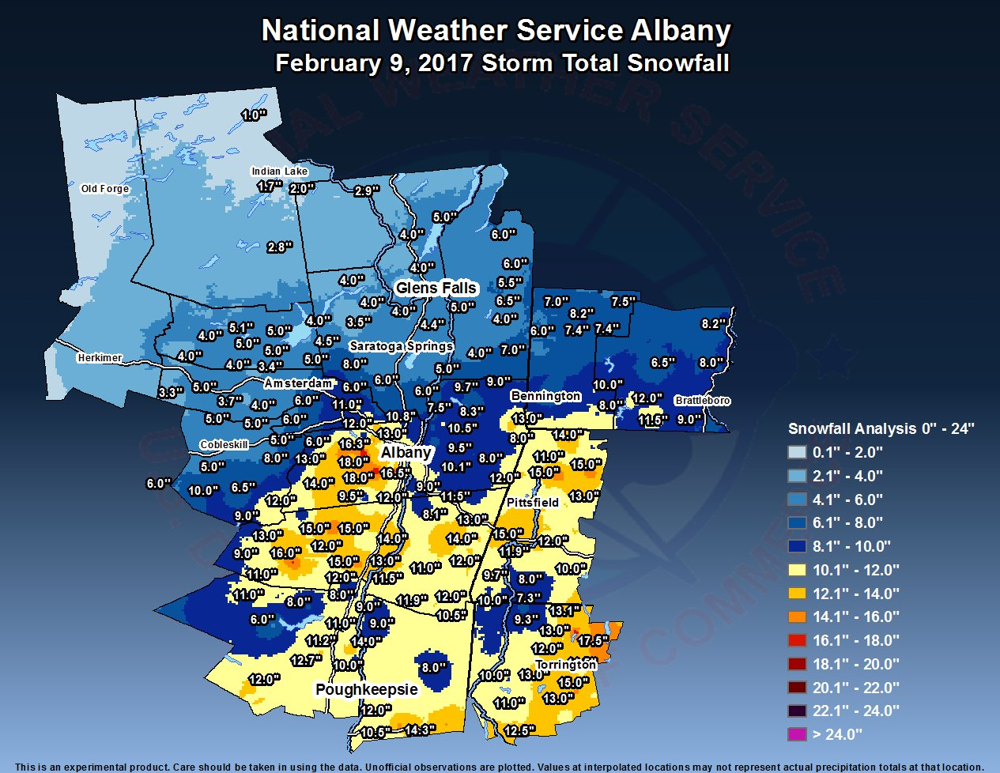 National Weather Service Albany
February 9, 2017 Storm Total Snowfall
1.0"
Indian Lake
Old Forge
1.7" 2.0"
2.9"
5.0"
4.0" 6.0"
2.8"
4.0" 6.0"
4.0" 5.5"
Glens Falls
4.0" 4.0" 5.0" 6.5" 7.0" 7.5"
8.2"
4.0" 3.5" 4.4" 4.0" 8.2"
5.1" 5.0" 6.0" 7.4" 7.4"
4.0" 5.0" 4.5"
Saratoga Springs
5.0" 4.0" 7.0"
4.0" 5.0"
Herkimer
4.0" 3.4" 8.0" 5.0" 6.5" 8.0"
6.0" 9.0"
Amsterdam
3.3" 5.0" 6.0" 6.0" 9.7" 10.0"
Bennington
3.7" 4.0" 6.0" 11.0" 7.5" 8.3" 8.0" 12.0"
Brattleboro
5.0" 5.0" 6.0" 12.0" 10.8" 13.0" 11.5" 9.0"
10.5"
Cobleskill
5.0" 6.0" 13.0" 8.0" 14.0"
16.3"
Albany
9.5"
5.0" 8.0" 13.0" 18.0" 8.0" 11.0" 15.0"
10.1"
6.0" 14.0" 18.0" 16.5" 12.0" 15.0"
10.0" 6.5" 9.0"
12.0" 9.5" 12.0" 11.5" 13.0"
Pittsfield
9.0" 8.1" 13.0"
13.0" 15.0" 15.0" 14.0" 14.0" 15.0" 12.0"
9.0" 16.0" 12.0" 11.9"
15.0" 13.0" 11.0" 12.0" 10.0"
11.0" 12.0" 11.5" 9.7" 8.0"
11.0" 8.0" 8.0" 11.9" 12.0" 10.0" 7.3"
9.0" 10.5" 13.1"
6.0" 11.0" 9.0" 9.3" 13.0"
11.2" 14.0" 12.0" 17.5"
12.7" 10.0" 8.0"
Torrington
12.0" 10.0" 13.0" 15.0"
Poughkeepsie
11.0" 13.0"
12.0"
10.5" 14.3" 12.5"
Snowfall Analysis 0" - 24"
0.1" - 2.0"
2.1" - 4.0"
4.1" - 6.0"
6.1" - 8.0"
8.1" - 10.0"
10.1" - 12.0"
12.1" - 14.0"
14.1" - 16.0"
16.1" - 18.0"
18.1" - 20.0"
20.1" - 22.0"
22.1" - 24.0"
> 24.0"
This is an experimental product. Care should be taken in using the data. Unofficial observations are plotted. Values at interpolated locations may not represent actual precipitation totals at that location.